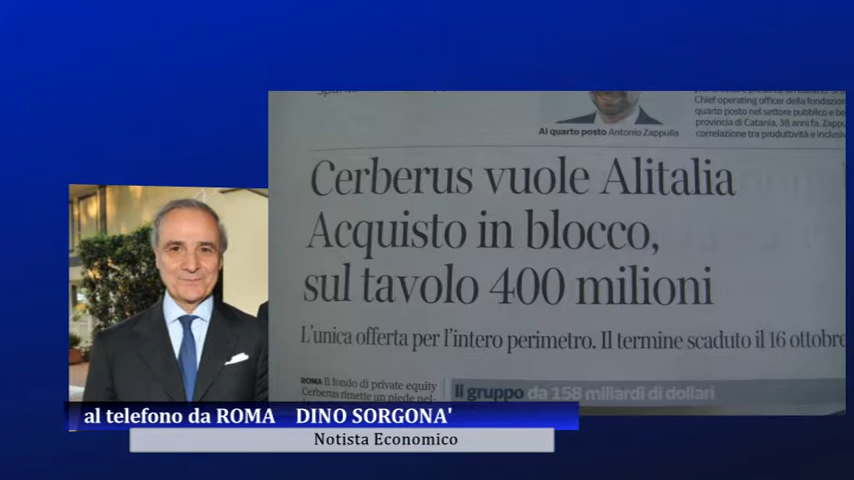 Chief operating officer della fondazion
quarto posto nel settore pubblico e be
provincia di Catania, 38 anni fa. Zappu
correlazione tra produttività e inclusiv
Al quarto posto Antonio Zappulla
Cerberus vuole Alitalia
Acquisto in blocco,
sul tavolo 400 milioni
L'unica offerta per l'intero perimetro. Il termine scaduto il 16 ottobre
ROMA Il fondo di private equity
Cerberus rimette un piede nel-
Il gruppo da 158 miliardi di dollari
al telefono da ROMA DINO SORGONA'
Notista Economico